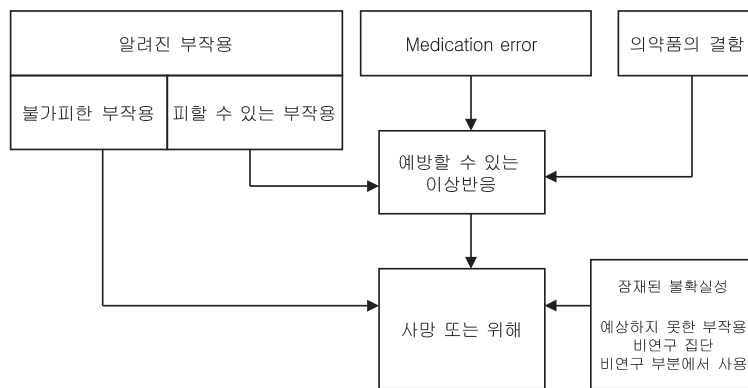 알려진 부작용
Medication error
의약품의 결함
불가피한 부작용
피할 수 있는 부작용
예방할 수 있는
이상반응
사망 또는 위해
잠재된 불확실성
예상하지 못한 부작용
비연구 집단
비연구 부분에서 사용